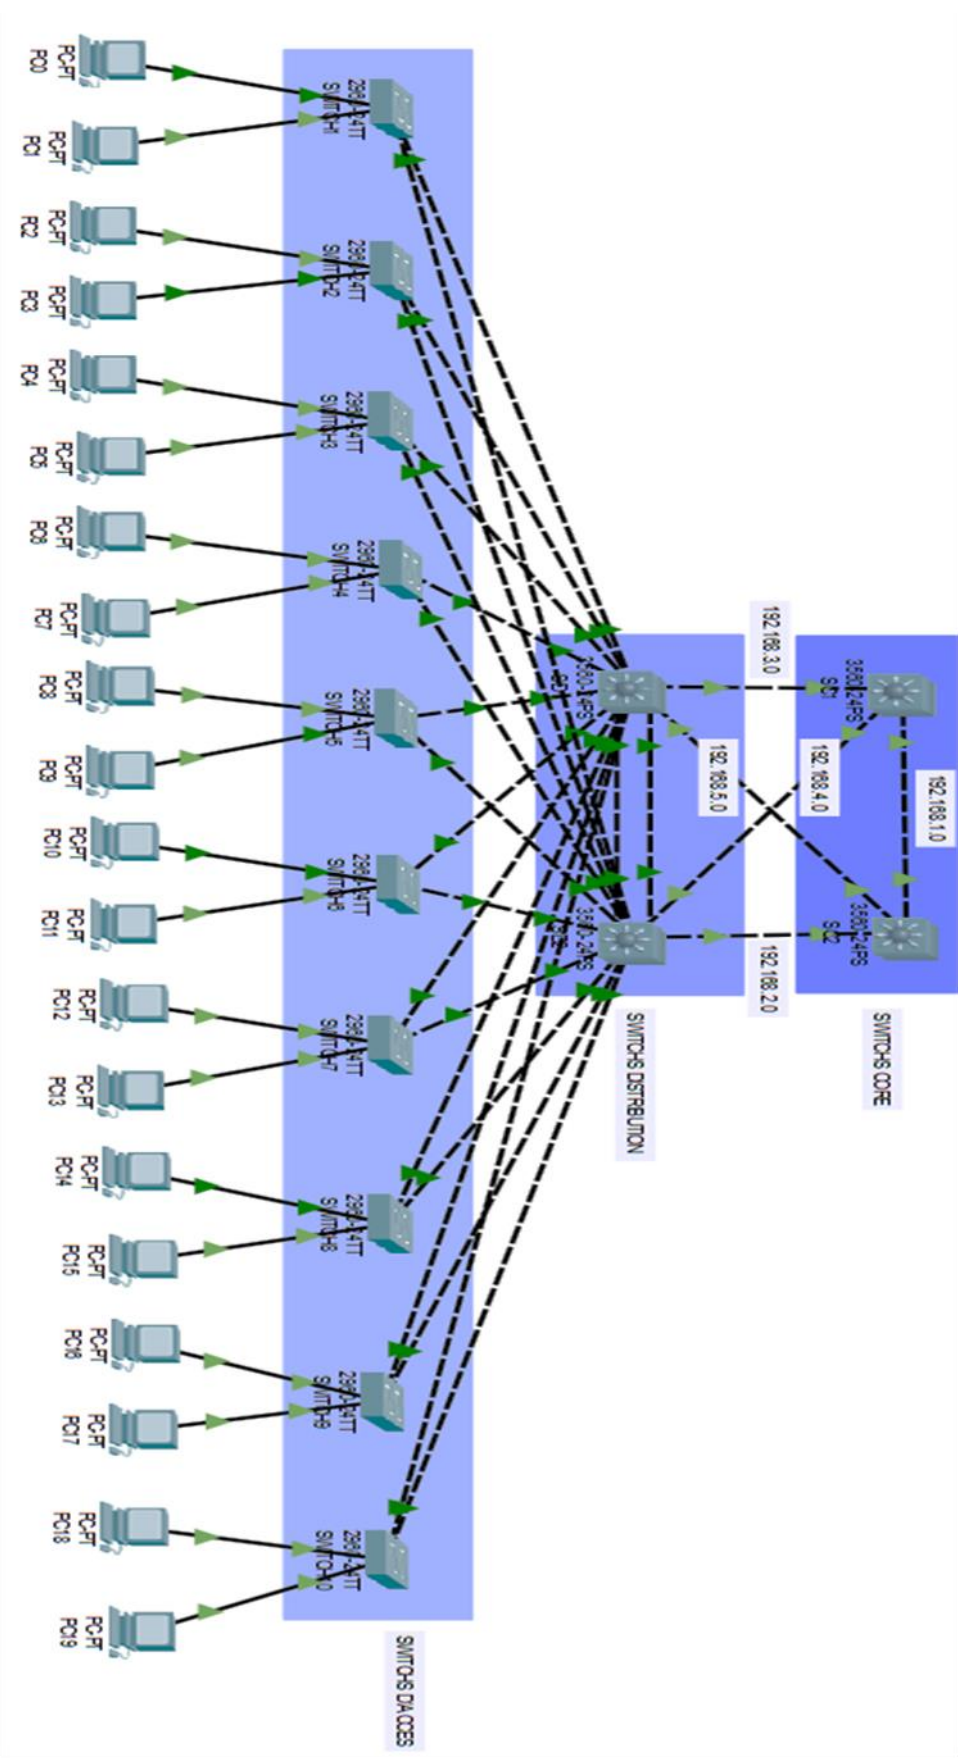 192.168.1.0
3560-24PS
SC1
3560-24PS
SC2
SWITCHS CORE
192.168.3.0
192.168.4.0
192.168.5.0
192.168.2.0
3560-24PS
3560-24PS
SWITCHS DISTRIBUTION
2960-24TT
SWITCH1
2960-24TT
SWITCH2
2960-24TT
SWITCH3
2960-24TT
SWITCH4
2960-24TT
SWITCH5
2960-24TT
SWITCH6
2960-24TT
SWITCH7
2960-24TT
SWITCH8
2960-24TT
SWITCH9
2960-24TT
SWITCH10
SWITCHS D'ACCES
PC-PT
PC0
PC-PT
PC1
PC-PT
PC2
PC-PT
PC3
PC-PT
PC4
PC-PT
PC5
PC-PT
PC6
PC-PT
PC7
PC-PT
PC8
PC-PT
PC9
PC-PT
PC10
PC-PT
PC11
PC-PT
PC12
PC-PT
PC13
PC-PT
PC14
PC-PT
PC15
PC-PT
PC16
PC-PT
PC17
PC-PT
PC18
PC-PT
PC19